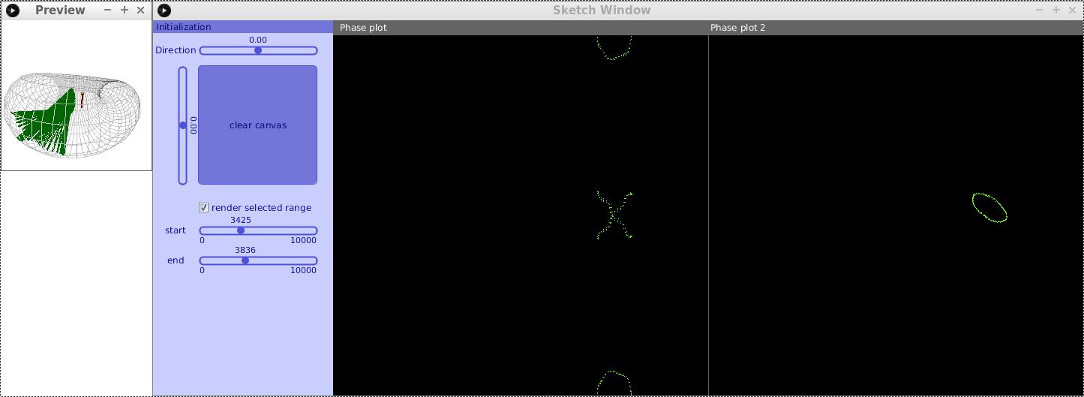 Preview
Sketch Window
Initialization
Phase plot
Phase plot 2
0.00
Direction
0.00
clear canvas
render selected range
3425
start
0 10000
3836
end
0 10000